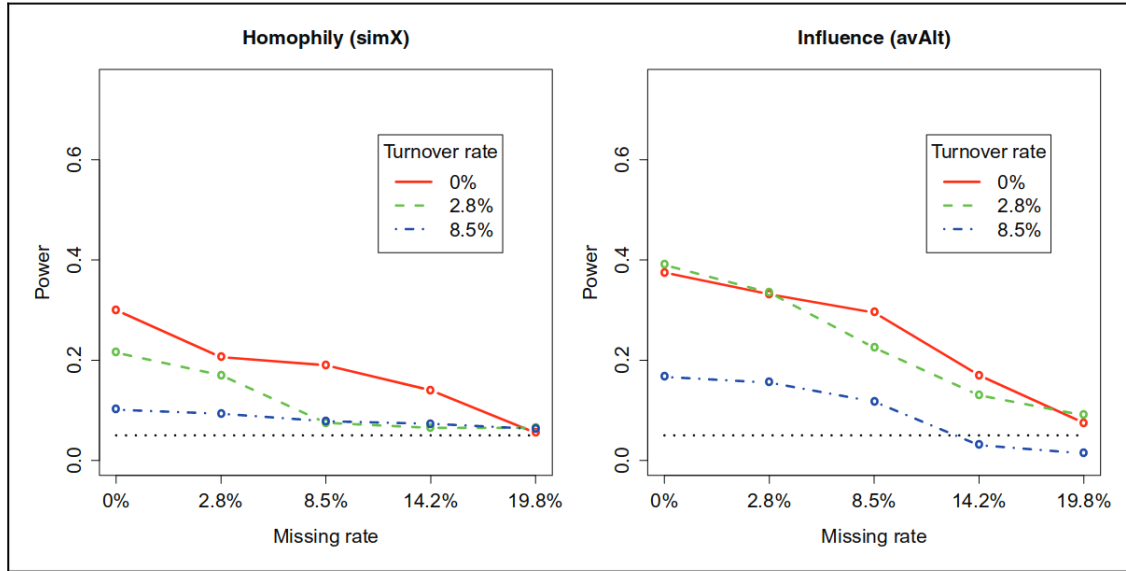 Homophily (simX)
Power
0.6
0.4
0.2
0.0
Turnover rate
0%
2.8%
8.5%
0% 2.8% 8.5% 14.2% 19.8%
Missing rate
Influence (avAlt)
Power
0.6
0.4
0.2
0.0
Turnover rate
0%
2.8%
8.5%
0% 2.8% 8.5% 14.2% 19.8%
Missing rate